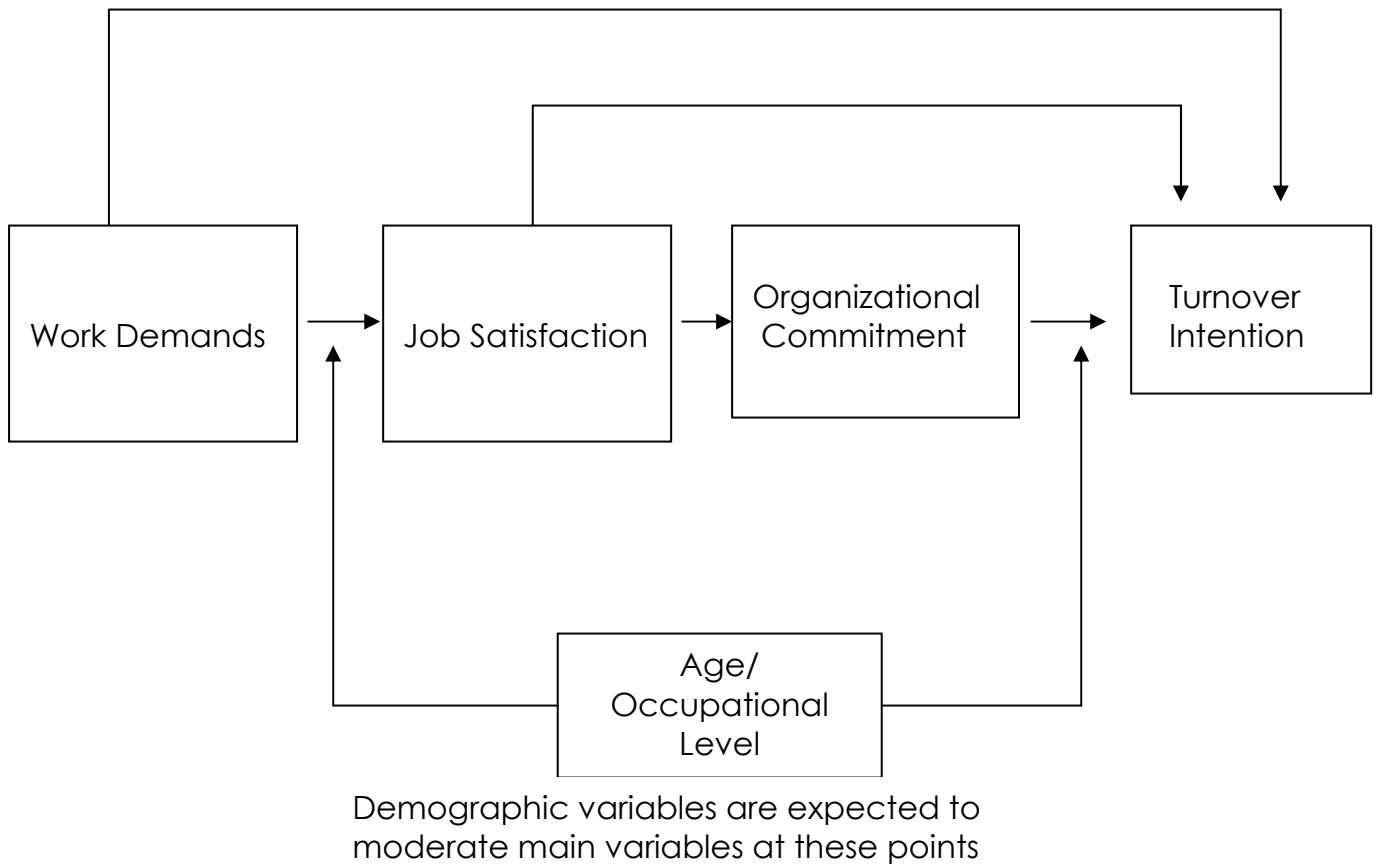 Work Demands
Job Satisfaction
Organizational
Commitment
Turnover
Intention
Age/
Occupational
Level
Demographic variables are expected to
moderate main variables at these points